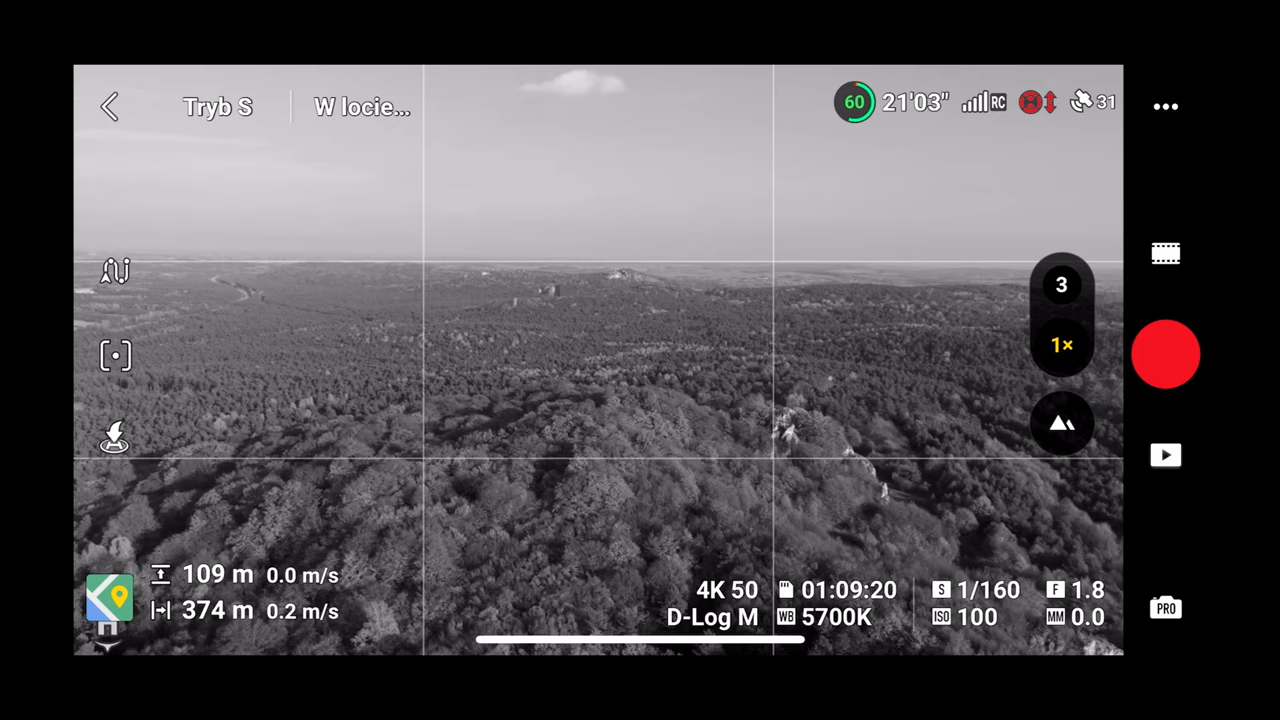 Tryb S W locie...
60 21'03" RC 31
3
1×
109 m 0.0 m/s
374 m 0.2 m/s
4K 50 01:09:20 S 1/160 F 1.8
D-Log M WB 5700K ISO 100 MM 0.0
PRO